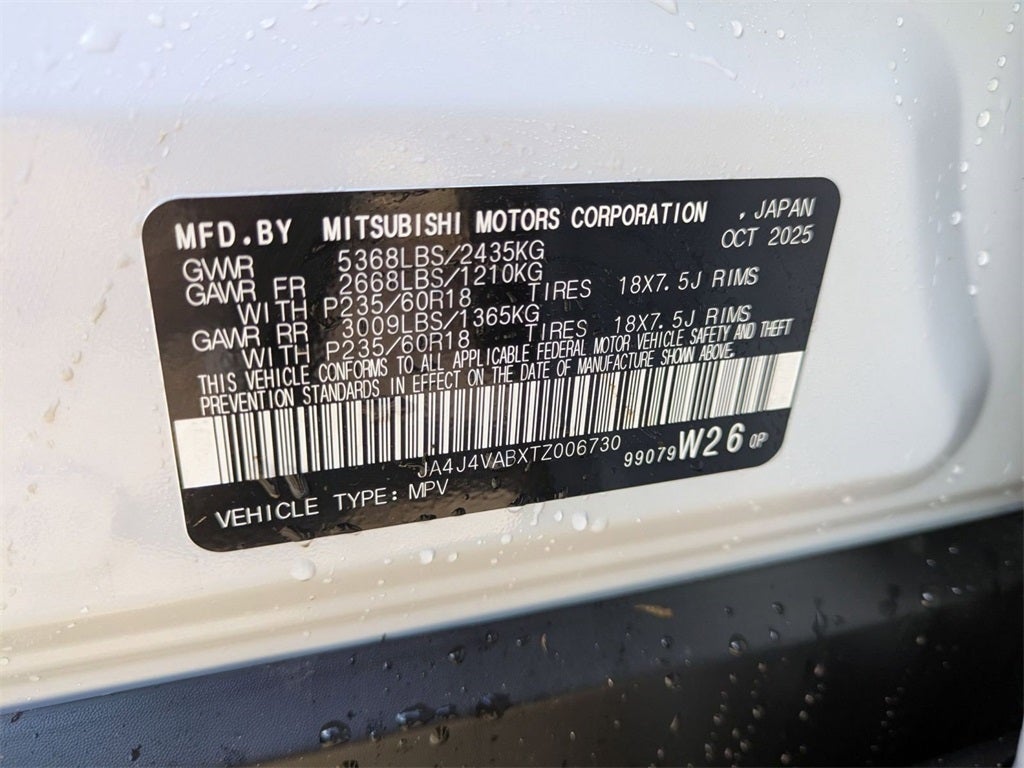 MFD.BY MITSUBISHI MOTORS CORPORATION , JAPAN
OCT 2025
GVWR 5368LBS/2435KG
GAWR FR 2668LBS/1210KG
WITH P235/60R18 TIRES 18X7.5J RIMS
GAWR RR 3009LBS/1365KG
WITH P235/60R18 TIRES 18X7.5J RIMS
THIS VEHICLE CONFORMS TO ALL APPLICABLE FEDERAL MOTOR VEHICLE SAFETY AND THEFT
PREVENTION STANDARDS IN EFFECT ON THE DATE OF MANUFACTURE SHOWN ABOVE.
JA4J4VABXTZ006730 99079W26 0P
VEHICLE TYPE: MPV